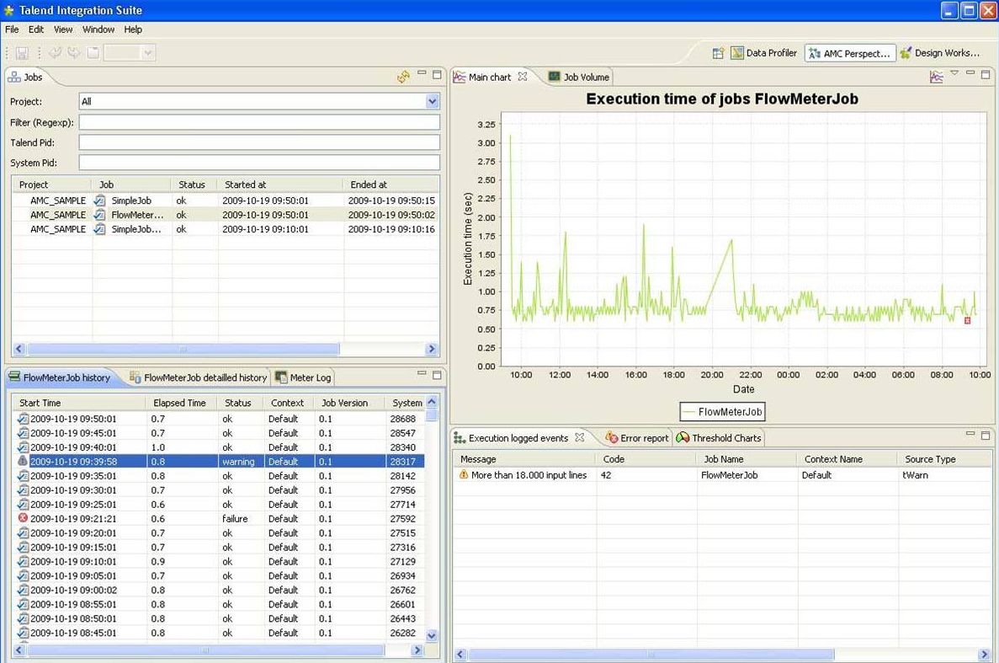 Talend Integration Suite
File Edit View Window Help
Data Profiler AMC Perspect... Design Works...
Jobs
Project: All
Filter (Regexp):
Talend Pid:
System Pid:
Project Job Status Started at Ended at
AMC_SAMPLE SimpleJob ok 2009-10-19 09:50:01 2009-10-19 09:50:15
AMC_SAMPLE FlowMeter... ok 2009-10-19 09:50:01 2009-10-19 09:50:02
AMC_SAMPLE SimpleJob... ok 2009-10-19 09:10:01 2009-10-19 09:10:16
FlowMeterJob history FlowMeterJob detailled history Meter Log
Start Time Elapsed Time Status Context Job Version System
2009-10-19 09:50:01 0.7 ok Default 0.1 28688
2009-10-19 09:45:01 0.7 ok Default 0.1 28547
2009-10-19 09:40:01 1.0 ok Default 0.1 28340
2009-10-19 09:39:58 0.8 warning Default 0.1 28317
2009-10-19 09:35:01 0.8 ok Default 0.1 28142
2009-10-19 09:30:01 0.7 ok Default 0.1 27956
2009-10-19 09:25:01 0.6 ok Default 0.1 27714
2009-10-19 09:21:21 0.6 failure Default 0.1 27592
2009-10-19 09:20:01 0.7 ok Default 0.1 27515
2009-10-19 09:15:01 0.7 ok Default 0.1 27316
2009-10-19 09:10:01 0.9 ok Default 0.1 27129
2009-10-19 09:05:01 0.7 ok Default 0.1 26934
2009-10-19 09:00:02 0.8 ok Default 0.1 26762
2009-10-19 08:55:01 0.8 ok Default 0.1 26601
2009-10-19 08:50:01 0.8 ok Default 0.1 26443
2009-10-19 08:45:01 0.8 ok Default 0.1 26282
Main chart Job Volume
Execution time of jobs FlowMeterJob
Execution time (sec)
3.25
3.00
2.75
2.50
2.25
2.00
1.75
1.50
1.25
1.00
0.75
0.50
0.25
0.00
10:00 12:00 14:00 16:00 18:00 20:00 22:00 00:00 02:00 04:00 06:00 08:00 10:00
Date
FlowMeterJob
Execution logged events Error report Threshold Charts
Message Code Job Name Context Name Source Type
More than 18.000 input lines 42 FlowMeterJob Default tWarn